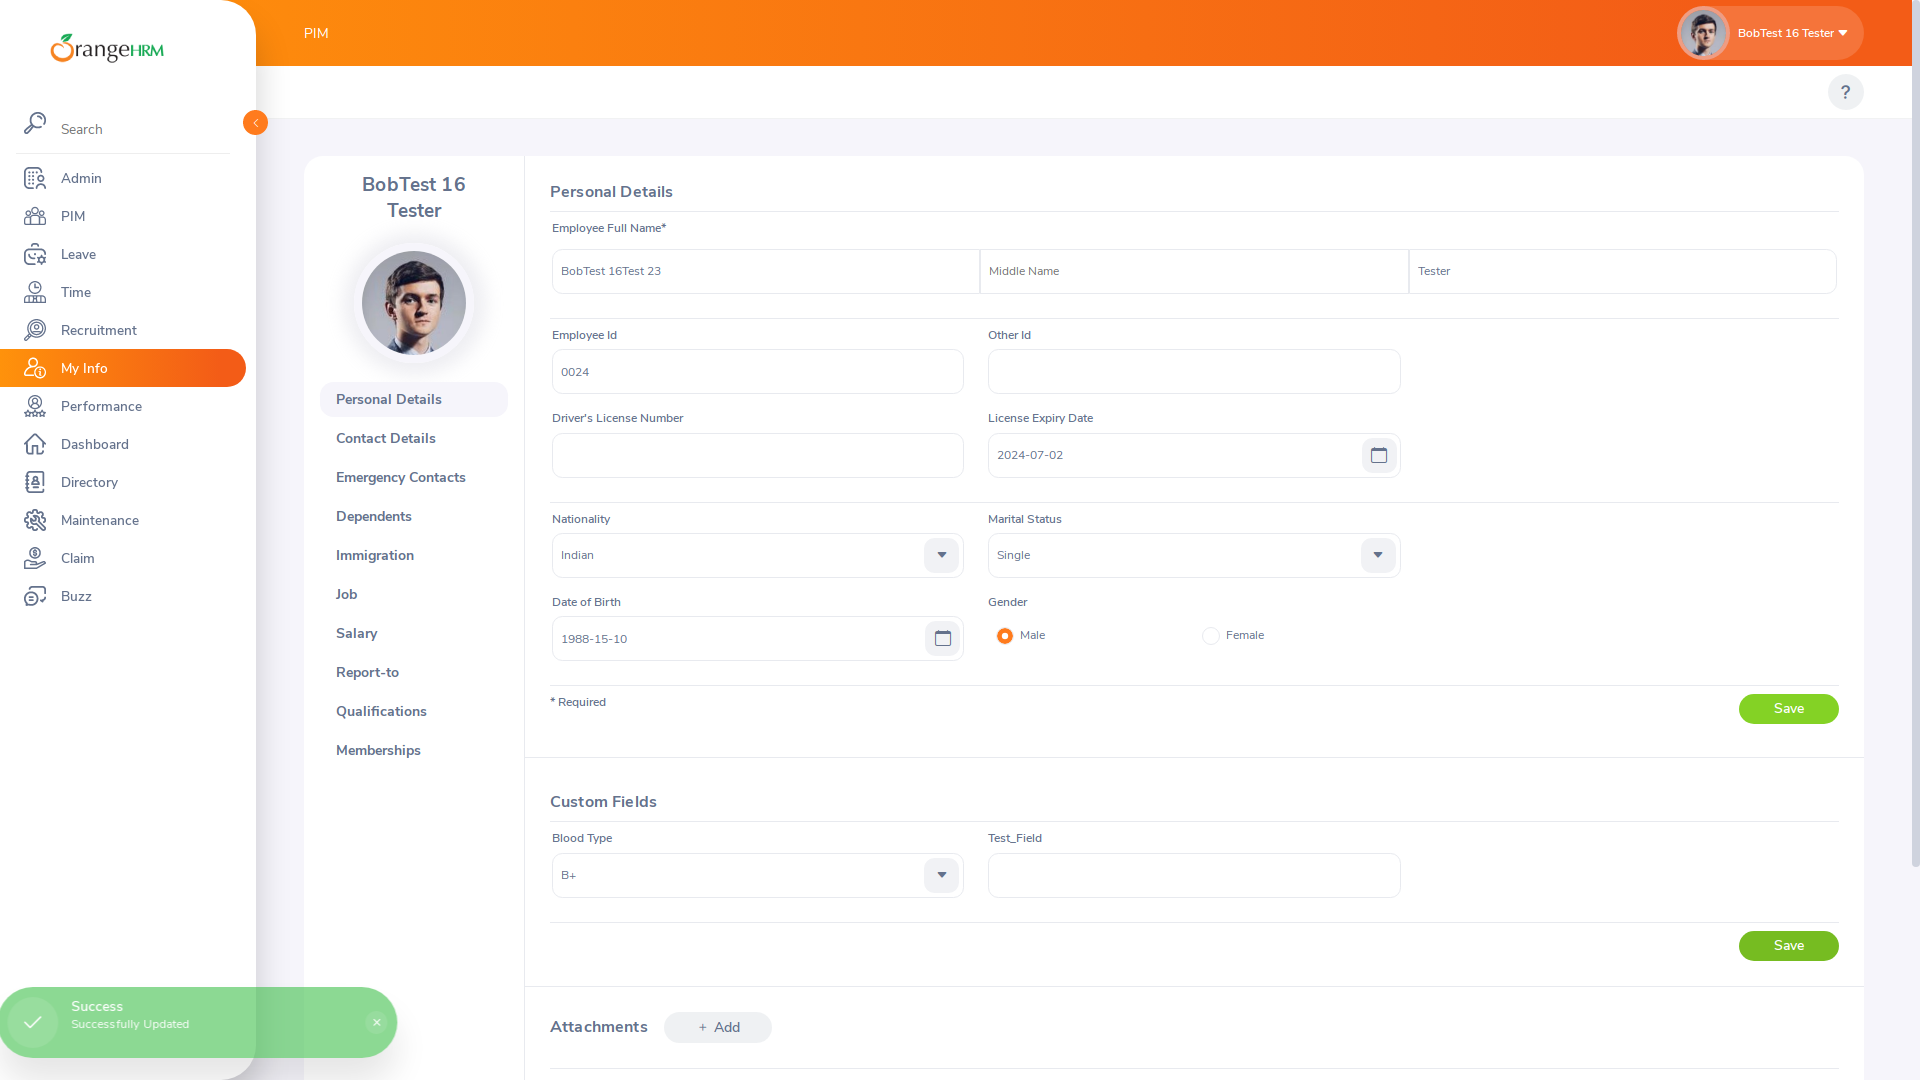 OrangeHRM
PIM
BobTest 16 Tester
?
Search
Admin
PIM
Leave
Time
Recruitment
My Info
Performance
Dashboard
Directory
Maintenance
Claim
Buzz
BobTest 16
Tester
Personal Details
Contact Details
Emergency Contacts
Dependents
Immigration
Job
Salary
Report-to
Qualifications
Memberships
Personal Details
Employee Full Name*
BobTest 16Test 23 Middle Name Tester
Employee Id Other Id
0024
Driver's License Number License Expiry Date
2024-07-02
Nationality Marital Status
Indian Single
Date of Birth Gender
1988-15-10 Male Female
* Required Save
Custom Fields
Blood Type Test_Field
B+
Save
Attachments + Add
Success
Successfully Updated
×